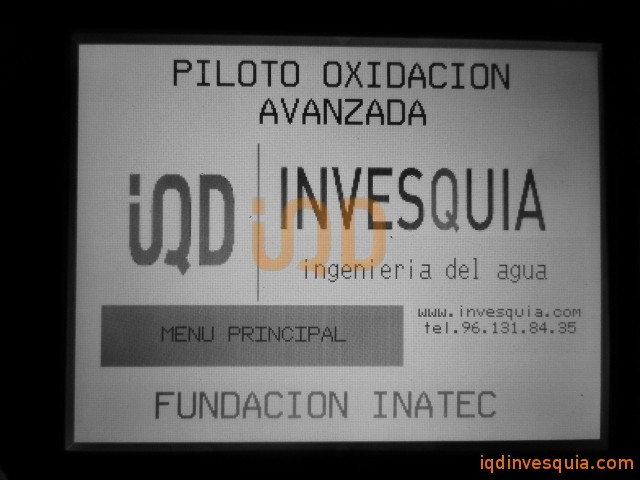 PILOTO OXIDACION
AVANZADA
iQD
INVESQUIA
iQD
ingenieria del agua
www.invesquia.com
tel.96.131.84.35
MENU PRINCIPAL
FUNDACION INATEC
iqdinvesquia.com